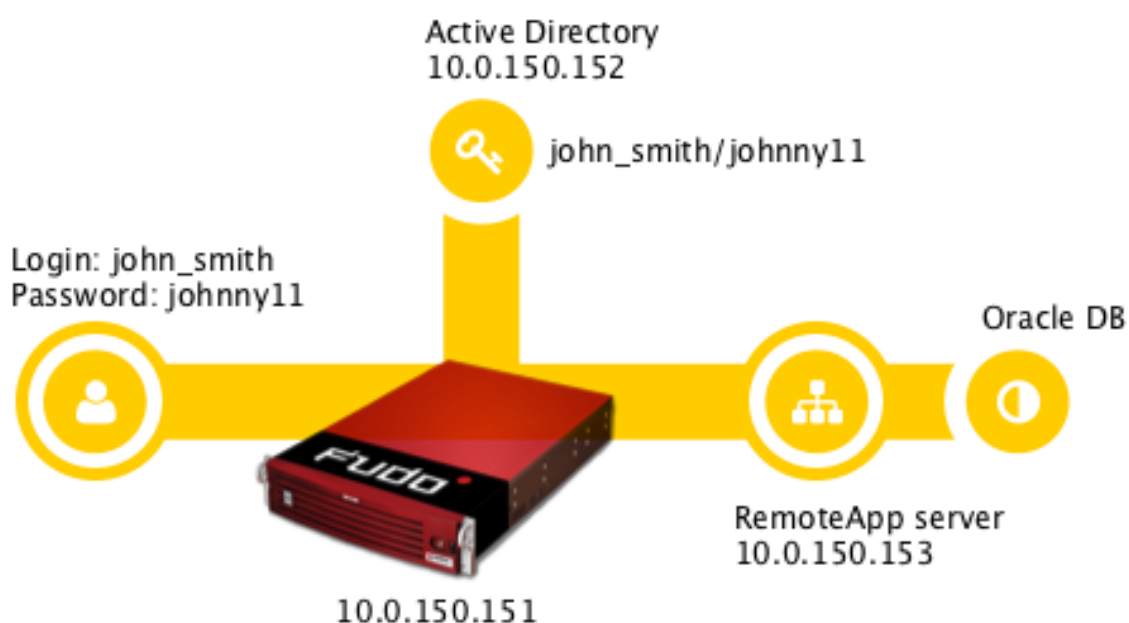 Active Directory
10.0.150.152
john_smith/johnny11
Login: john_smith
Password: johnny11
Oracle DB
FUDO
RemoteApp server
10.0.150.153
10.0.150.151